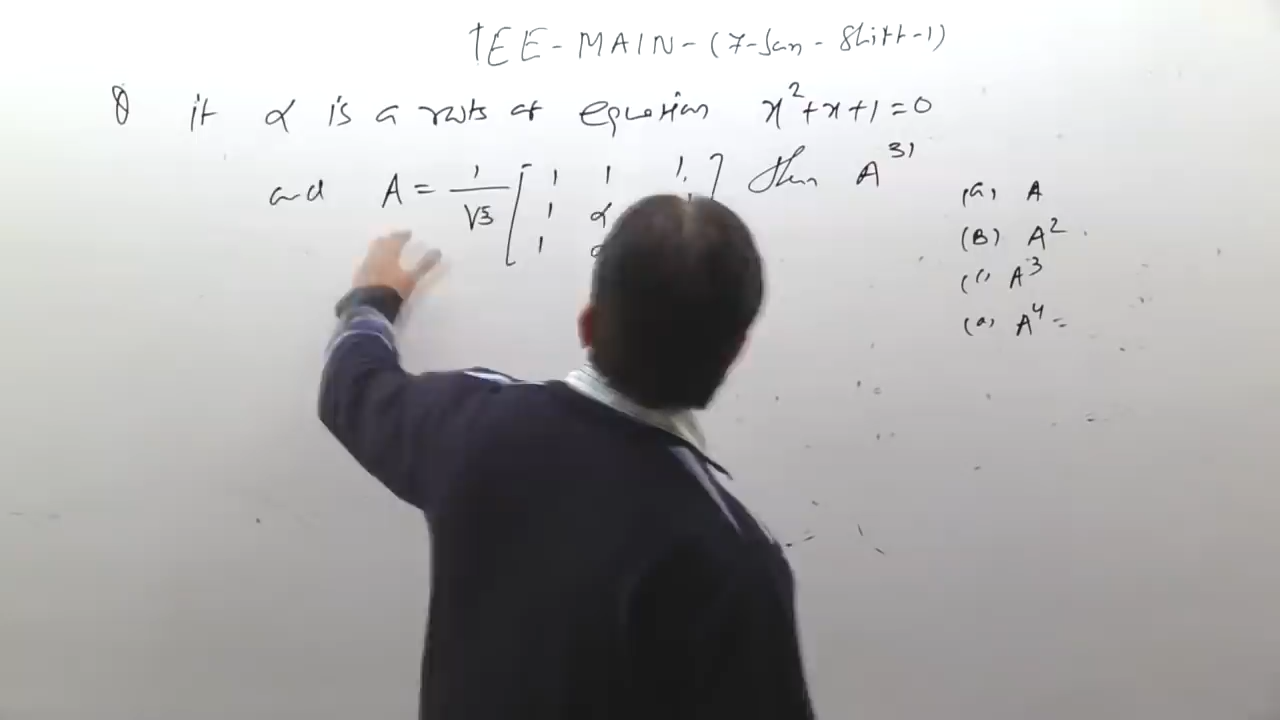 JEE-MAIN-(7-Jan-Shift-1)
Q if α is a roots of equation x²+x+1=0
and A = 1/√3 [ 1 1 1 ] then A³¹
1 α
1
(a) A
(B) A²
(C) A³
(d) A⁴ =